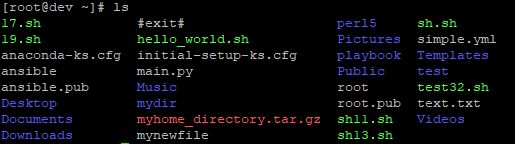 [root@dev ~]# ls
17.sh #exit# perl5 sh.sh
19.sh hello_world.sh Pictures simple.yml
anaconda-ks.cfg initial-setup-ks.cfg playbook Templates
ansible main.py Public test
ansible.pub Music root test32.sh
Desktop mydir root.pub text.txt
Documents myhome_directory.tar.gz sh11.sh Videos
Downloads mynewfile sh13.sh